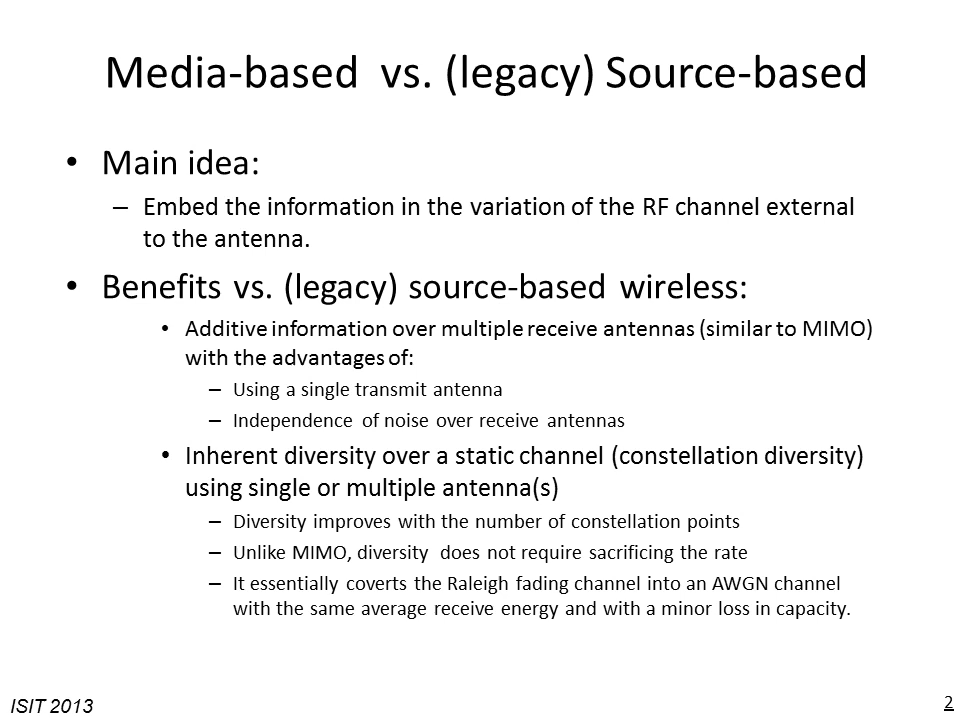 Media-based vs. (legacy) Source-based
• Main idea:
– Embed the information in the variation of the RF channel external
to the antenna.
• Benefits vs. (legacy) source-based wireless:
• Additive information over multiple receive antennas (similar to MIMO)
with the advantages of:
– Using a single transmit antenna
– Independence of noise over receive antennas
• Inherent diversity over a static channel (constellation diversity)
using single or multiple antenna(s)
– Diversity improves with the number of constellation points
– Unlike MIMO, diversity does not require sacrificing the rate
– It essentially coverts the Raleigh fading channel into an AWGN channel
with the same average receive energy and with a minor loss in capacity.
ISIT 2013
2